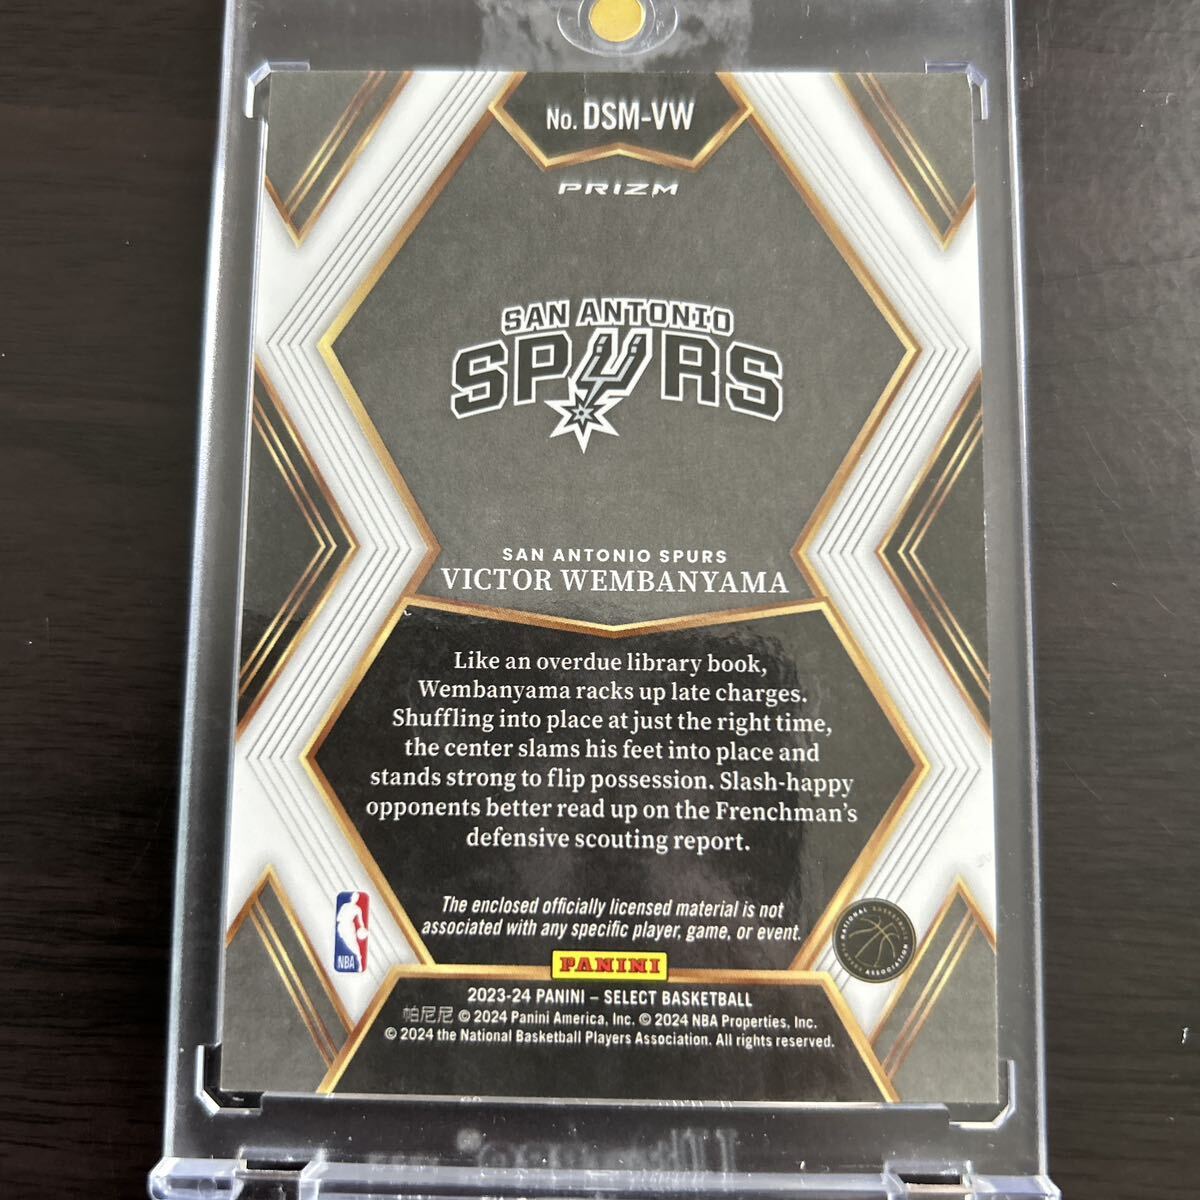 No. DSM-VW
PRIZM
SAN ANTONIO
SPURS
SAN ANTONIO SPURS
VICTOR WEMBANYAMA
Like an overdue library book,
Wembanyama racks up late charges.
Shuffling into place at just the right time,
the center slams his feet into place and
stands strong to flip possession. Slash-happy
opponents better read up on the Frenchman's
defensive scouting report.
The enclosed officially licensed material is not
associated with any specific player, game, or event.
NBA
NATIONAL BASKETBALL
PLAYERS ASSOCIATION
PANINI
2023-24 PANINI – SELECT BASKETBALL
帕尼尼 © 2024 Panini America, Inc. © 2024 NBA Properties, Inc.
© 2024 the National Basketball Players Association. All rights reserved.